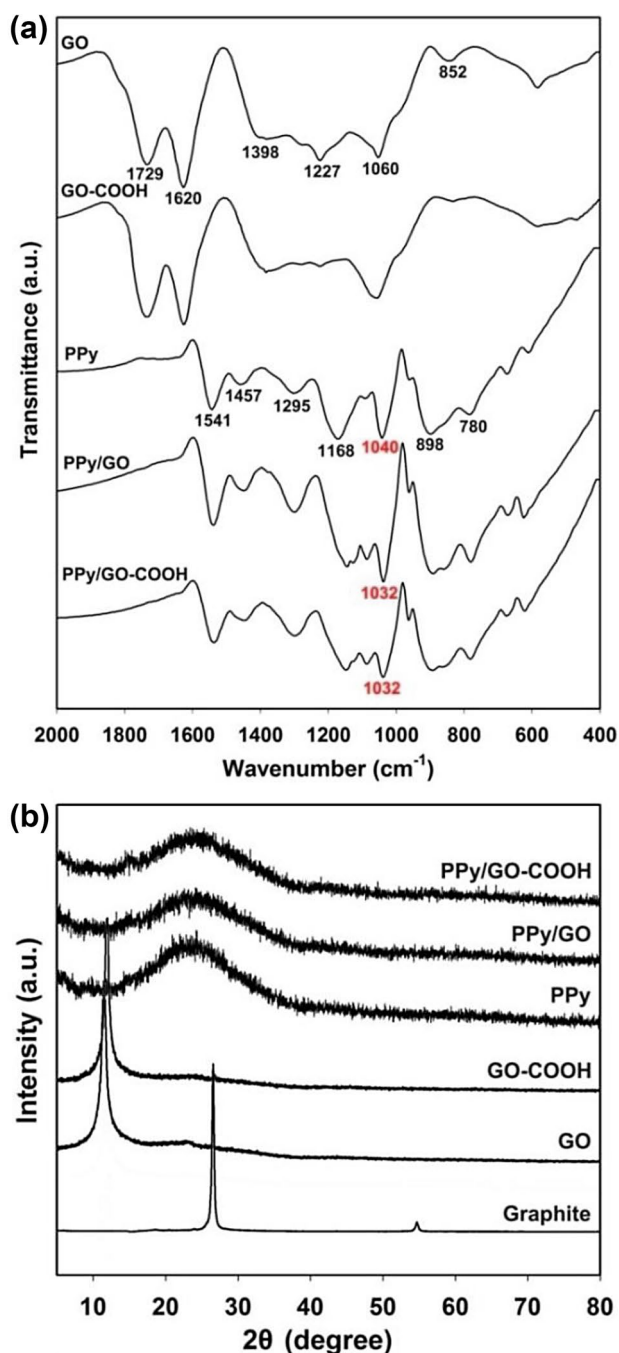 (a)
GO
852
1398
1227
1060
1729
1620
GO-COOH
PPy
1457
1295
1541
1168
1040
898
780
PPy/GO
1032
PPy/GO-COOH
1032
Transmittance (a.u.)
2000 1800 1600 1400 1200 1000 800 600 400
Wavenumber (cm⁻¹)
(b)
PPy/GO-COOH
PPy/GO
PPy
GO-COOH
GO
Graphite
Intensity (a.u.)
10 20 30 40 50 60 70 80
2θ (degree)